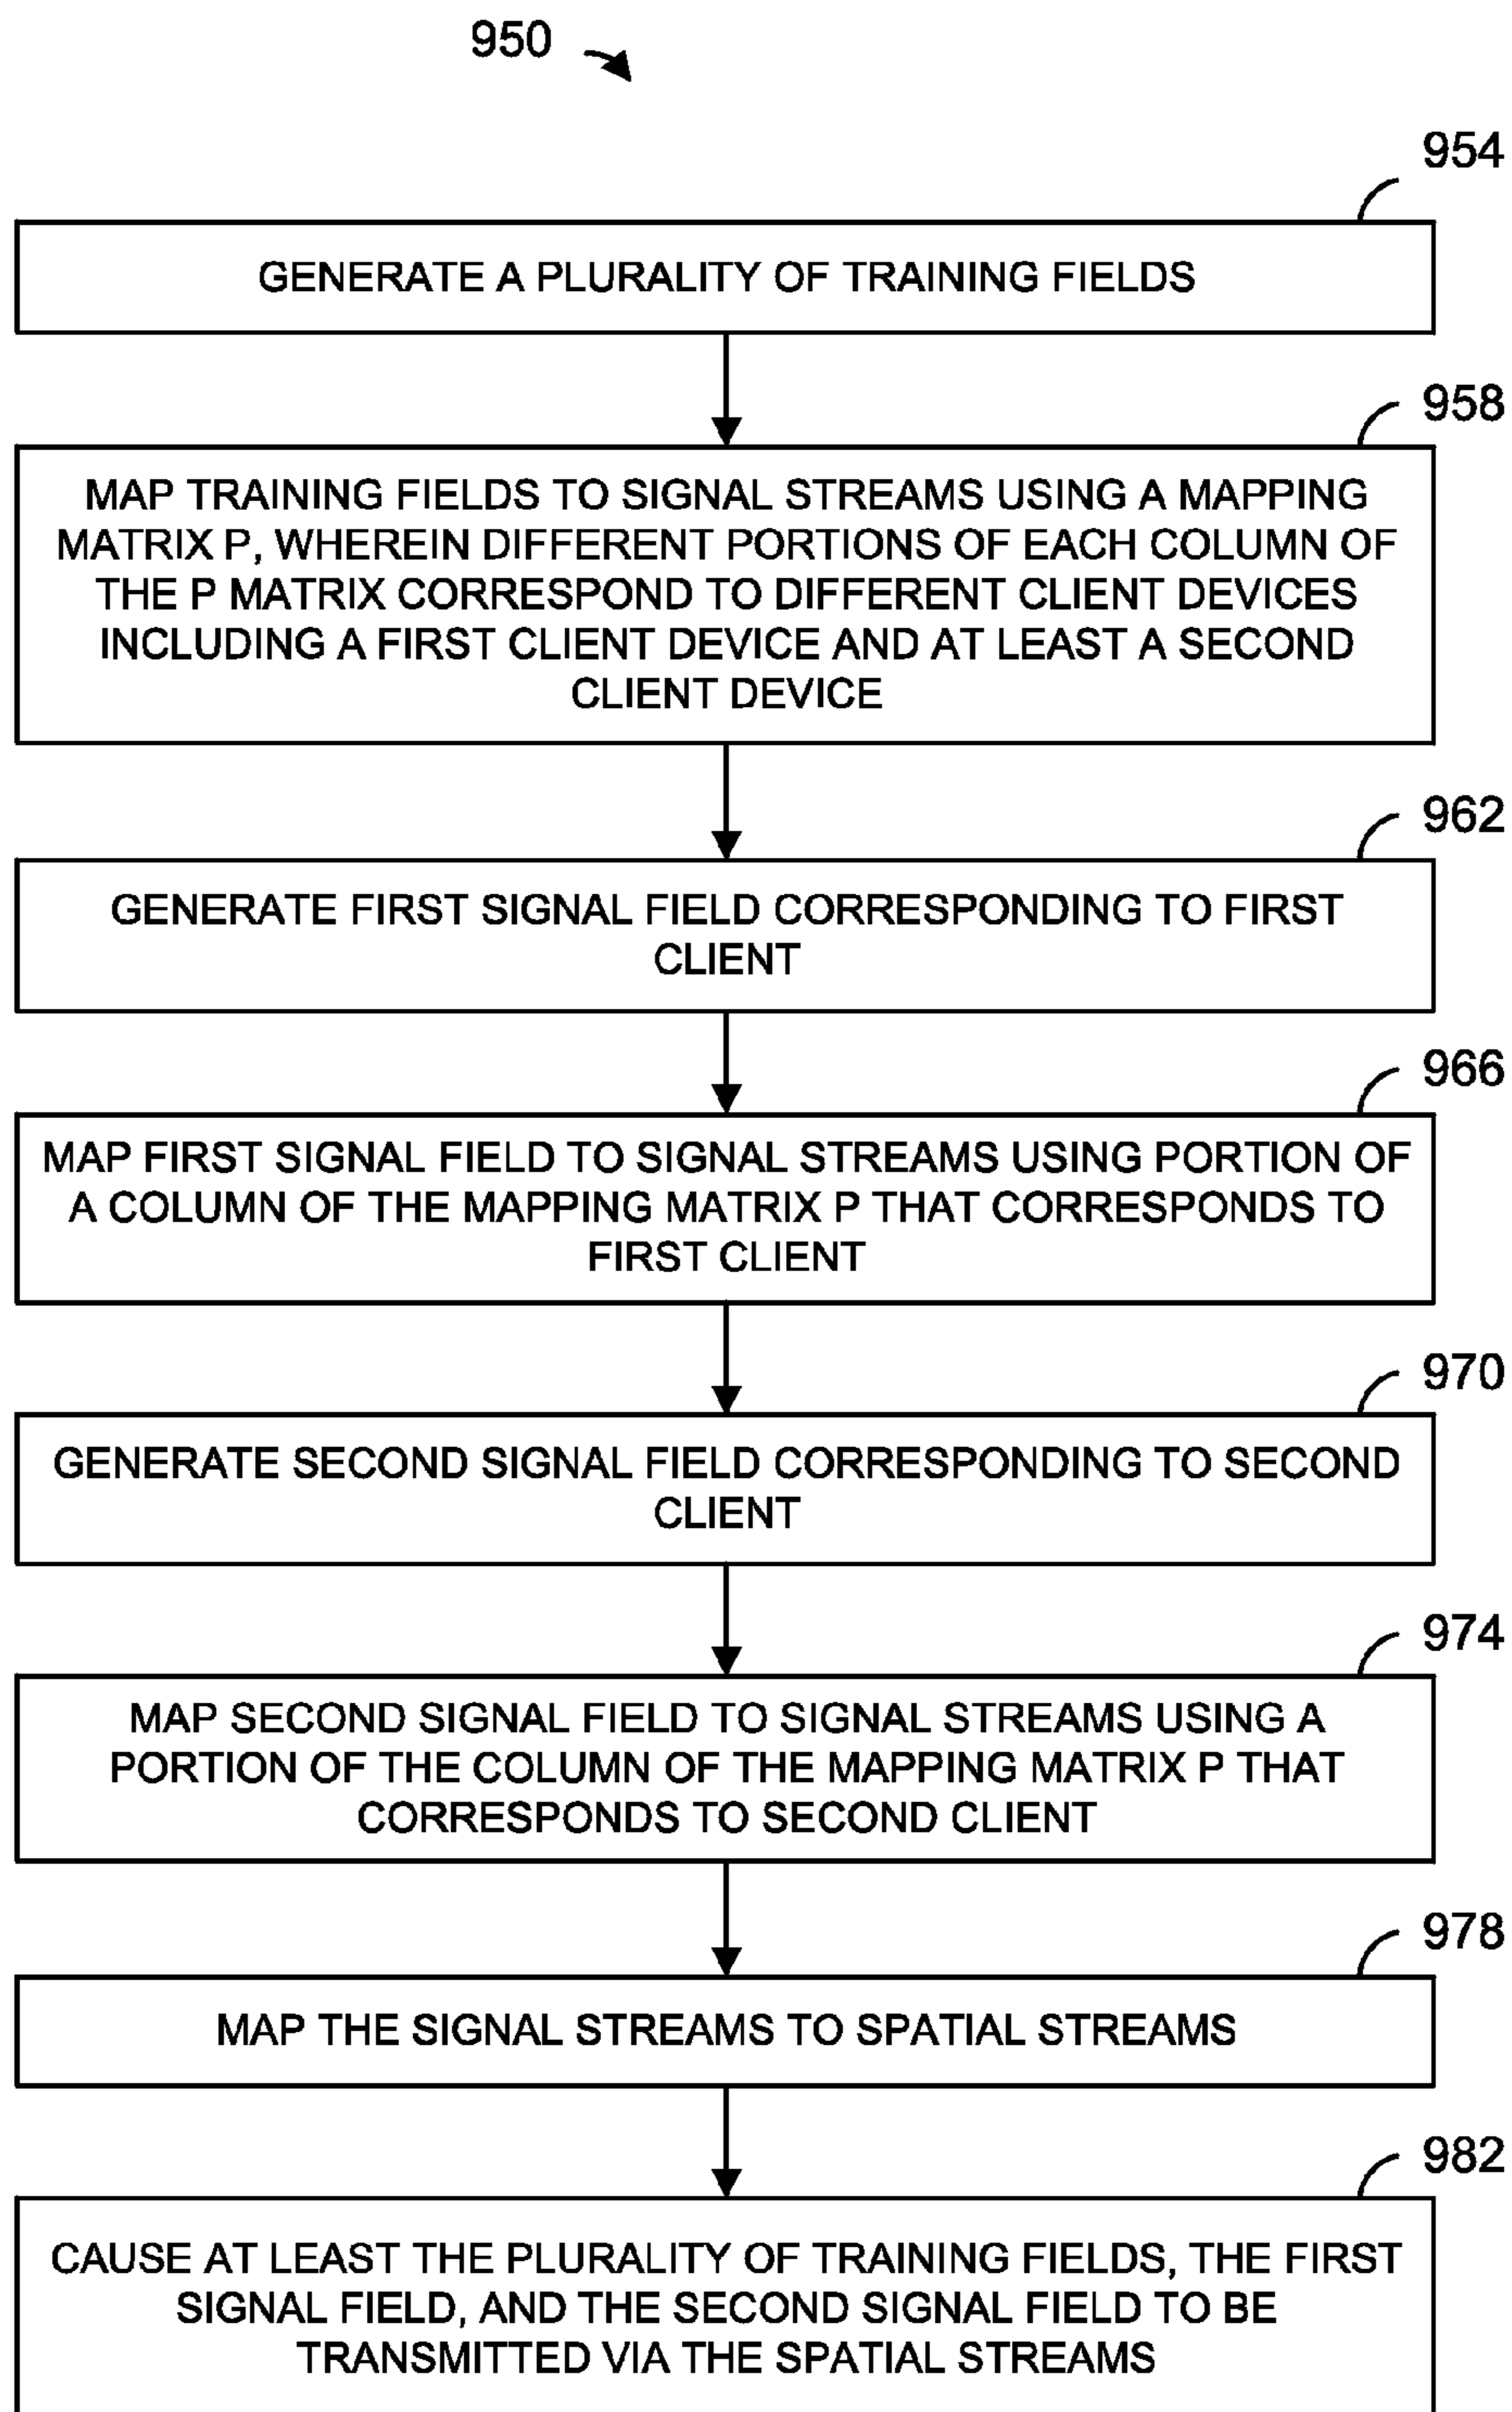 950
954
GENERATE A PLURALITY OF TRAINING FIELDS
958
MAP TRAINING FIELDS TO SIGNAL STREAMS USING A MAPPING
MATRIX P, WHEREIN DIFFERENT PORTIONS OF EACH COLUMN OF
THE P MATRIX CORRESPOND TO DIFFERENT CLIENT DEVICES
INCLUDING A FIRST CLIENT DEVICE AND AT LEAST A SECOND
CLIENT DEVICE
962
GENERATE FIRST SIGNAL FIELD CORRESPONDING TO FIRST
CLIENT
966
MAP FIRST SIGNAL FIELD TO SIGNAL STREAMS USING PORTION OF
A COLUMN OF THE MAPPING MATRIX P THAT CORRESPONDS TO
FIRST CLIENT
970
GENERATE SECOND SIGNAL FIELD CORRESPONDING TO SECOND
CLIENT
974
MAP SECOND SIGNAL FIELD TO SIGNAL STREAMS USING A
PORTION OF THE COLUMN OF THE MAPPING MATRIX P THAT
CORRESPONDS TO SECOND CLIENT
978
MAP THE SIGNAL STREAMS TO SPATIAL STREAMS
982
CAUSE AT LEAST THE PLURALITY OF TRAINING FIELDS, THE FIRST
SIGNAL FIELD, AND THE SECOND SIGNAL FIELD TO BE
TRANSMITTED VIA THE SPATIAL STREAMS